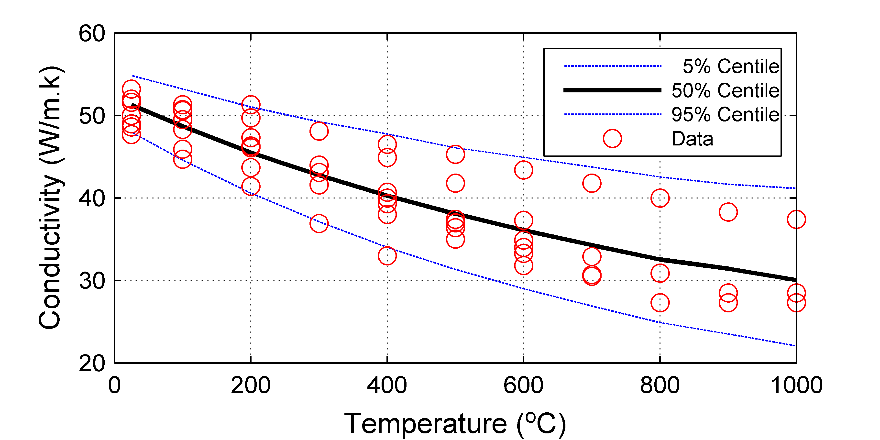 60
50
40
30
20
0
200
400
600
800
1000
Conductivity (W/m.k)
Temperature (°C)
5% Centile
50% Centile
95% Centile
Data